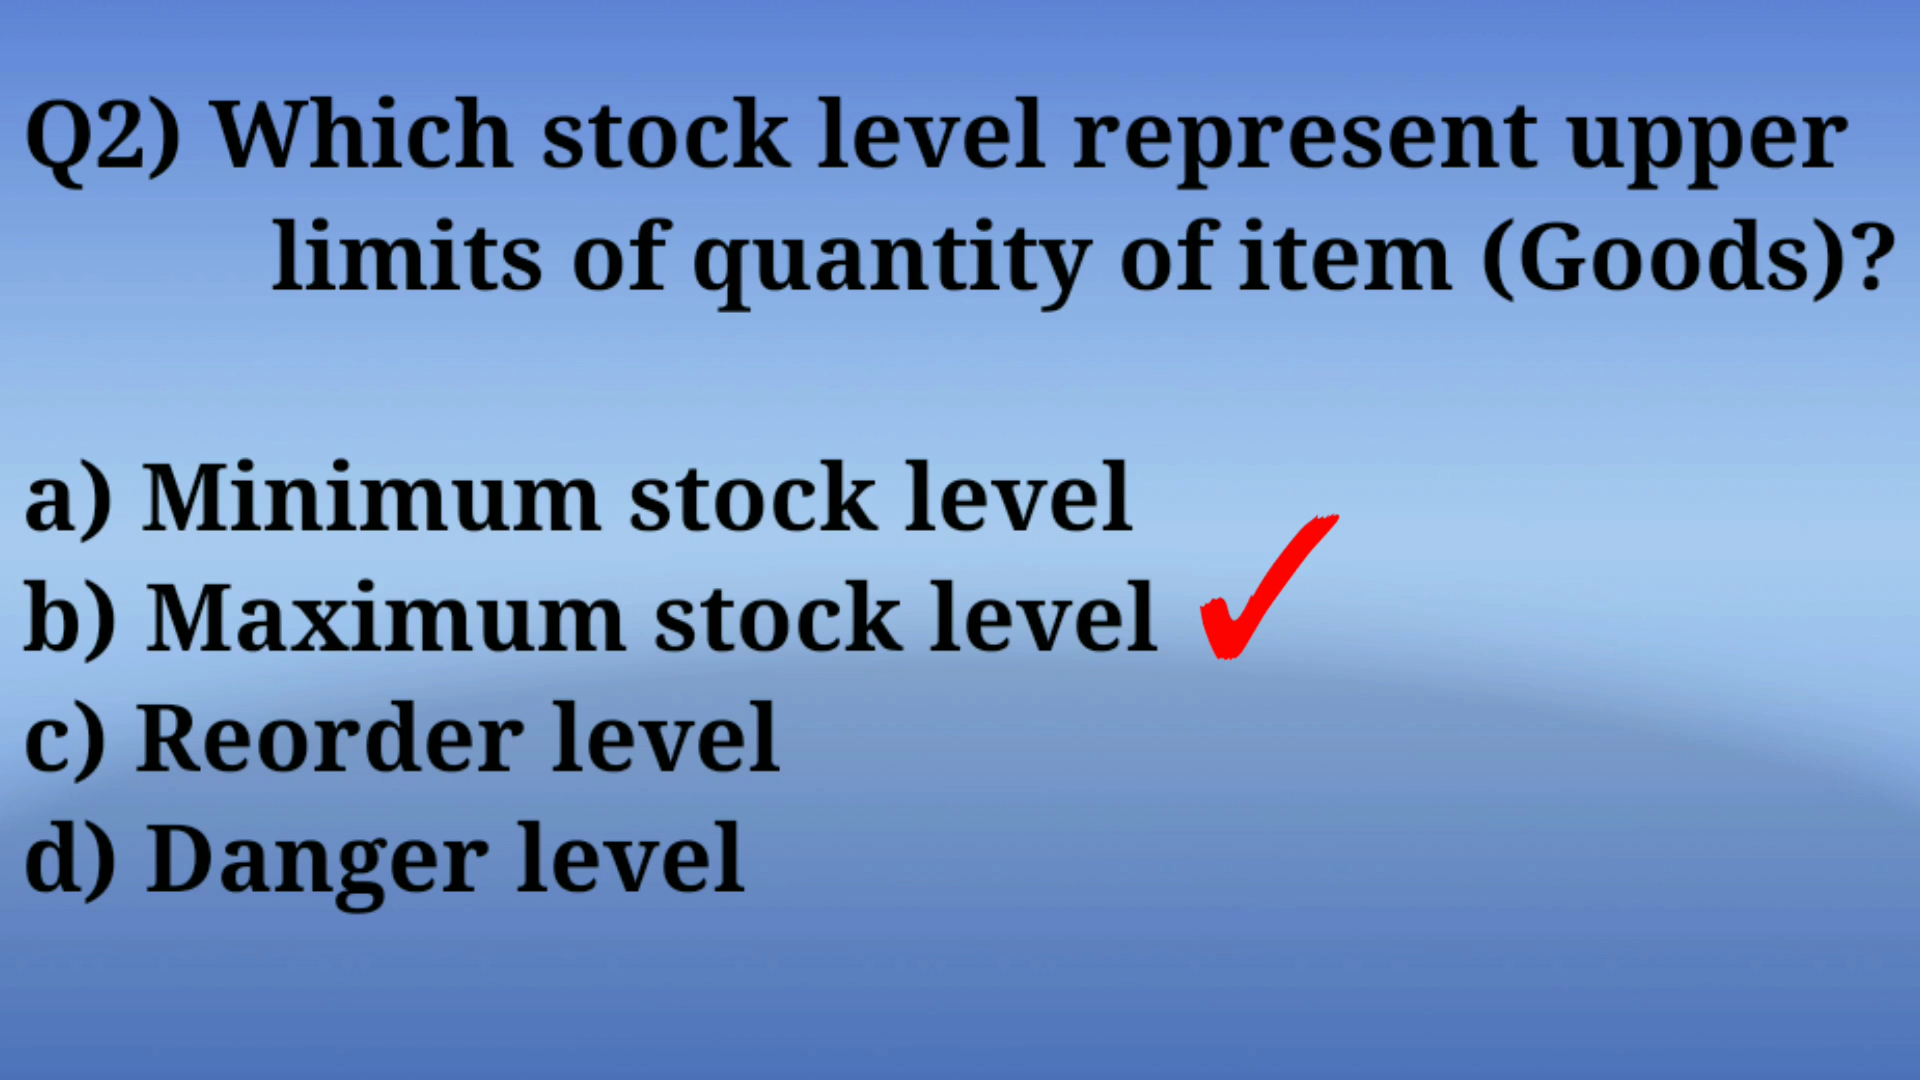 Q2) Which stock level represent upper
limits of quantity of item (Goods)?
a) Minimum stock level
b) Maximum stock level
c) Reorder level
d) Danger level